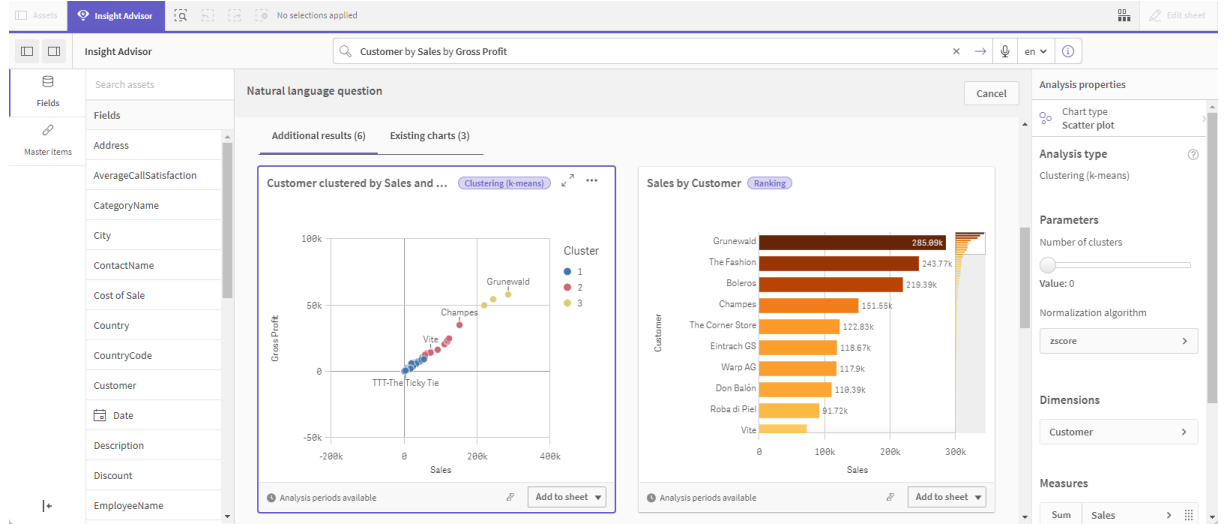 Assets
Insight Advisor
No selections applied
Edit sheet
Insight Advisor
Customer by Sales by Gross Profit
en
Fields
Master items
Search assets
Fields
Address
AverageCallSatisfaction
CategoryName
City
ContactName
Cost of Sale
Country
CountryCode
Customer
Date
Description
Discount
EmployeeName
Natural language question
Cancel
Additional results (6)
Existing charts (3)
Customer clustered by Sales and ...
Clustering (k-means)
100k
50k
0
-50k
Gross Profit
Grunewald
Champes
Vite
TTT-The Ticky Tie
-200k
0
200k
400k
Sales
Cluster
1
2
3
Analysis periods available
Add to sheet
Sales by Customer
Ranking
Customer
Grunewald 285.09k
The Fashion 243.77k
Boleros 219.39k
Champes 151.55k
The Corner Store 122.83k
Eintrach GS 118.67k
Warp AG 117.9k
Don Balón 110.39k
Roba di Piel 91.72k
Vite
0
100k
200k
300k
Sales
Analysis periods available
Add to sheet
Analysis properties
Chart type
Scatter plot
Analysis type
Clustering (k-means)
Parameters
Number of clusters
Value: 0
Normalization algorithm
zscore
Dimensions
Customer
Measures
Sum Sales